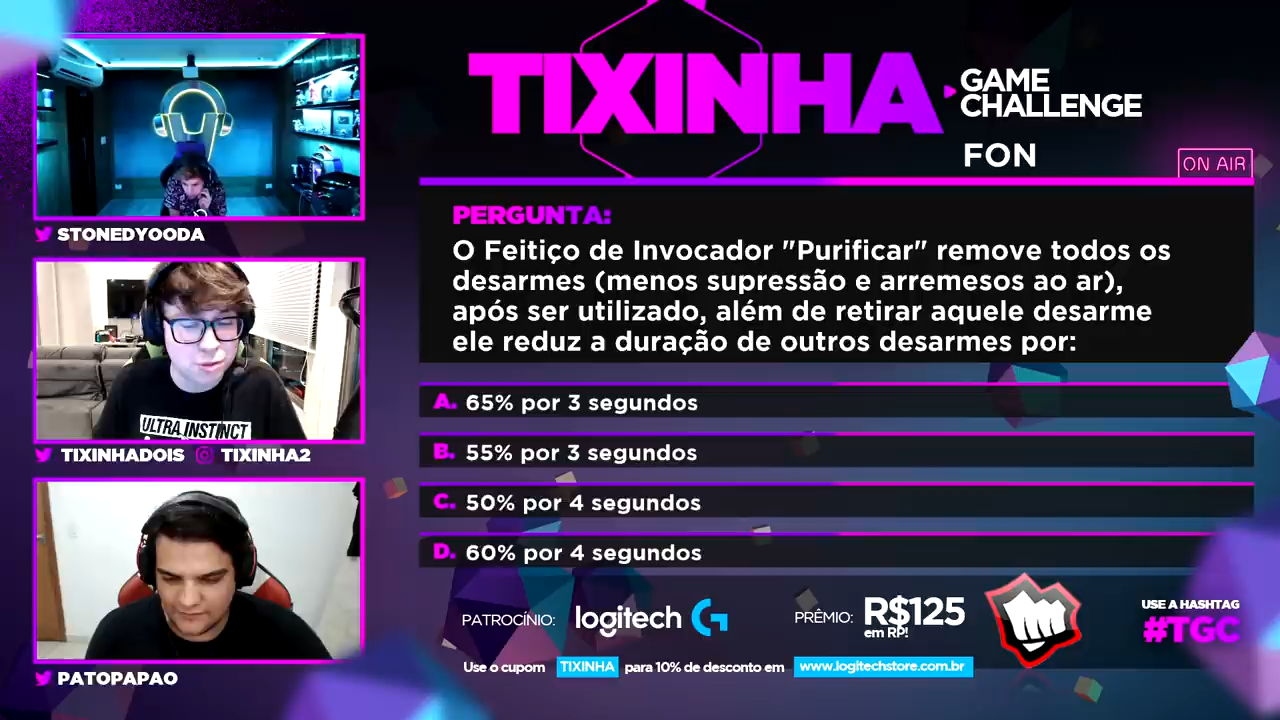 TIXINHA
GAME
CHALLENGE
FON
ON AIR
STONEDYOODA
PERGUNTA:
O Feitiço de Invocador "Purificar" remove todos os
desarmes (menos supressão e arremesos ao ar),
após ser utilizado, além de retirar aquele desarme
ele reduz a duração de outros desarmes por:
A. 65% por 3 segundos
B. 55% por 3 segundos
C. 50% por 4 segundos
D. 60% por 4 segundos
ULTRA INSTINCT
TIXINHADOIS TIXINHA2
PATROCÍNIO: logitech G
PRÊMIO: R$125
em RP!
USE A HASHTAG
#TGC
Use o cupom TIXINHA para 10% de desconto em www.logitechstore.com.br
PATOPAPAO